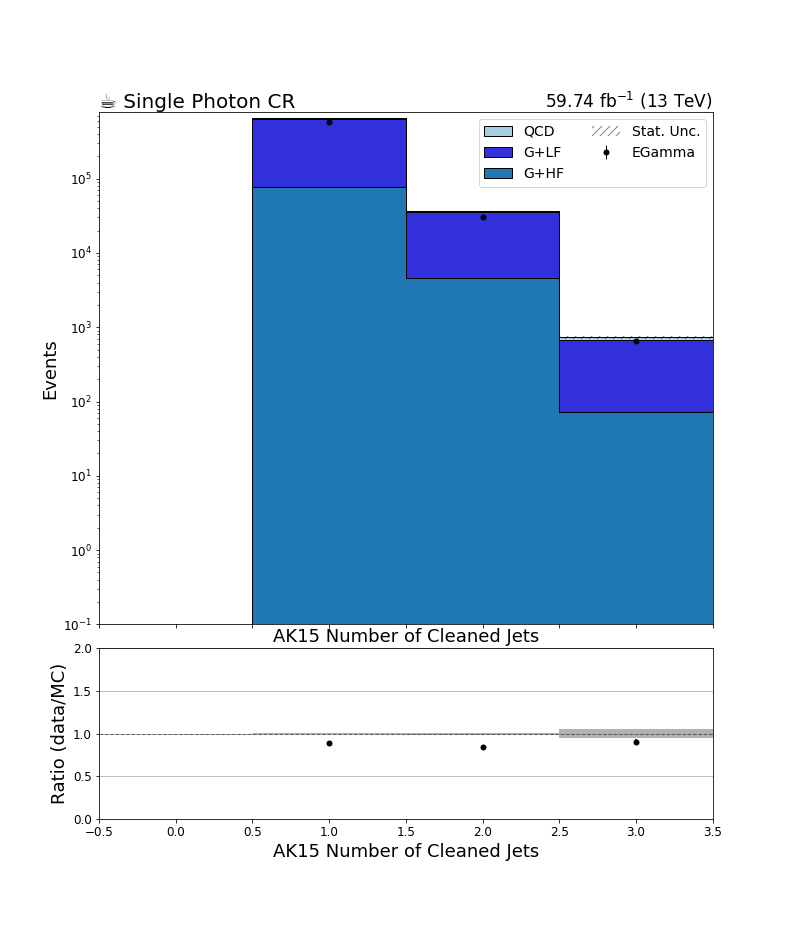 ☕ Single Photon CR
59.74 fb⁻¹ (13 TeV)
QCD
G+LF
G+HF
Stat. Unc.
EGamma
Events
10⁵
10⁴
10³
10²
10¹
10⁰
10⁻¹
AK15 Number of Cleaned Jets
Ratio (data/MC)
2.0
1.5
1.0
0.5
0.0
−0.5 0.0 0.5 1.0 1.5 2.0 2.5 3.0 3.5
AK15 Number of Cleaned Jets